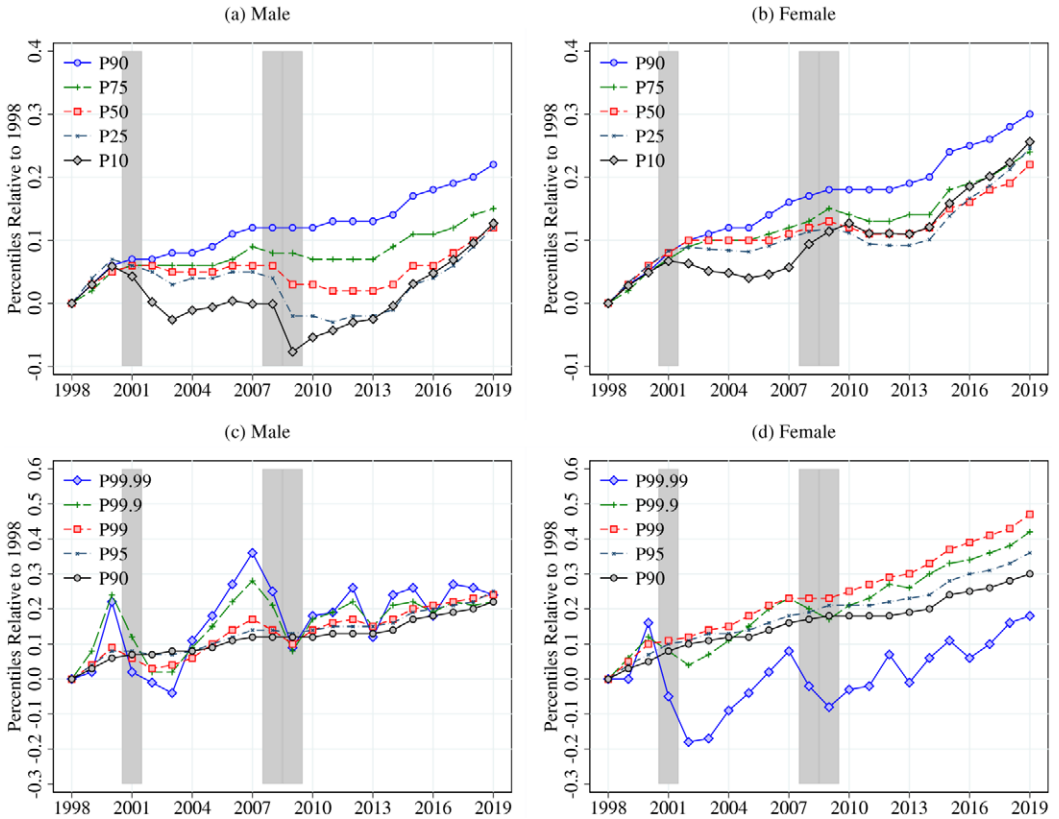 (a) Male
Percentiles Relative to 1998
0.4
0.3
0.2
0.1
0.0
-0.1
P90
P75
P50
P25
P10
1998 2001 2004 2007 2010 2013 2016 2019
(b) Female
Percentiles Relative to 1998
0.4
0.3
0.2
0.1
0.0
-0.1
P90
P75
P50
P25
P10
1998 2001 2004 2007 2010 2013 2016 2019
(c) Male
Percentiles Relative to 1998
0.6
0.5
0.4
0.3
0.2
0.1
0.0
-0.1
-0.2
-0.3
P99.99
P99.9
P99
P95
P90
1998 2001 2004 2007 2010 2013 2016 2019
(d) Female
Percentiles Relative to 1998
0.6
0.5
0.4
0.3
0.2
0.1
0.0
-0.1
-0.2
-0.3
P99.99
P99.9
P99
P95
P90
1998 2001 2004 2007 2010 2013 2016 2019